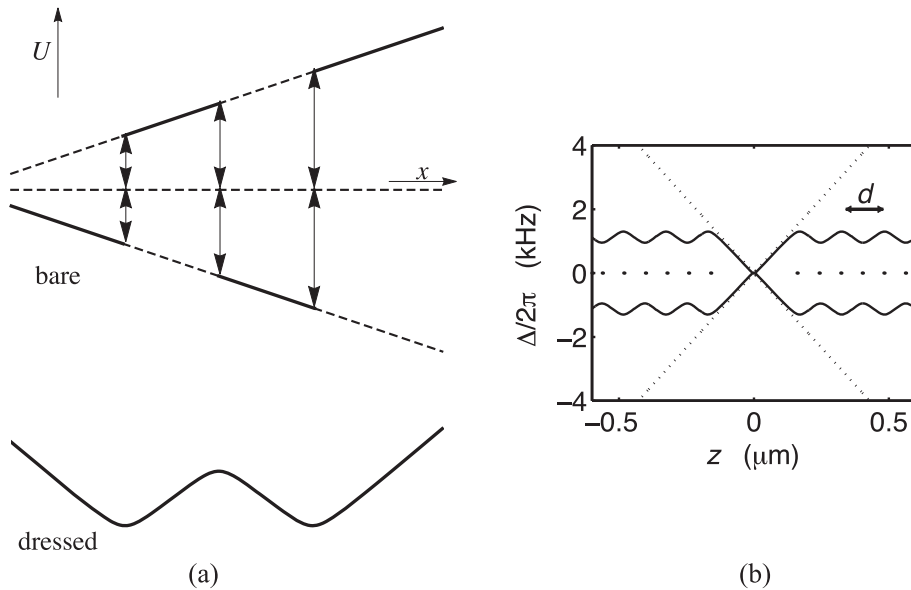 U
x
bare
dressed
(a)
4
2
0
−2
−4
Δ/2π (kHz)
d
−0.5
0
0.5
z (μm)
(b)